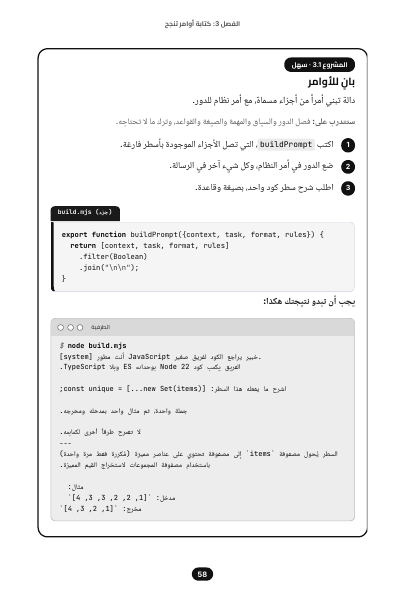 الفصل 3: كتابة أوامر تنجح
المشروع 3.1 · سهل
بانٍ للأوامر
دالة تبني أمراً من أجزاء مسماة، مع أمر نظام للدور.
ستتدرب على: فصل الدور والسياق والمهمة والصيغة والقواعد، وترك ما لا تحتاجه.
1 اكتب buildPrompt، التي تصل الأجزاء الموجودة بأسطر فارغة.
2 ضع الدور في أمر النظام، وكل شيء آخر في الرسالة.
3 اطلب شرح سطر كود واحد، بصيغة وقاعدة.
build.mjs (جزء)
export function buildPrompt({context, task, format, rules}) {
return [context, task, format, rules]
.filter(Boolean)
.join("\n\n");
}
يجب أن تبدو نتيجتك هكذا:
الطرفية
$ node build.mjs
[system] أنت مطور JavaScript خبير يراجع الكود لفريق صغير.
الفريق يكتب كود Node 22 بوحدات ES وبلا TypeScript.
اشرح ما يفعله هذا السطر: const unique = [...new Set(items)];
جملة واحدة، ثم مثال واحد بمدخله ومخرجه.
لا تقترح طرقاً أخرى لكتابته.
---
السطر يُحول مصفوفة `items` إلى مصفوفة تحتوي على عناصر مميزة (مُكررة فقط مرة واحدة)
باستخدام مصفوفة المجموعات لاستخراج القيم المميزة.
مثال:
مدخل: `[1, 2, 2, 3, 3, 4]`
مخرج: `[1, 2, 3, 4]`
58